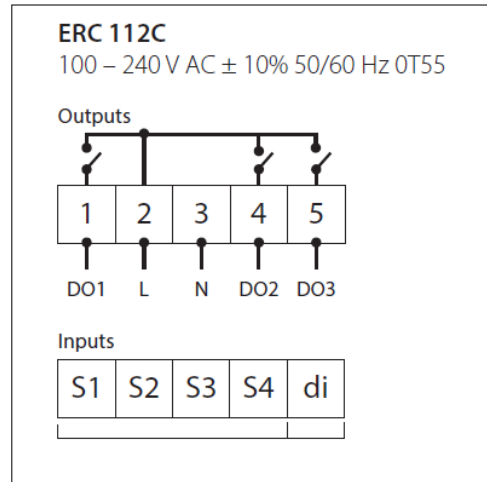 ERC 112C
100 – 240 V AC ± 10% 50/60 Hz 0T55
Outputs
1 2 3 4 5
DO1 L N DO2 DO3
Inputs
S1 S2 S3 S4 di